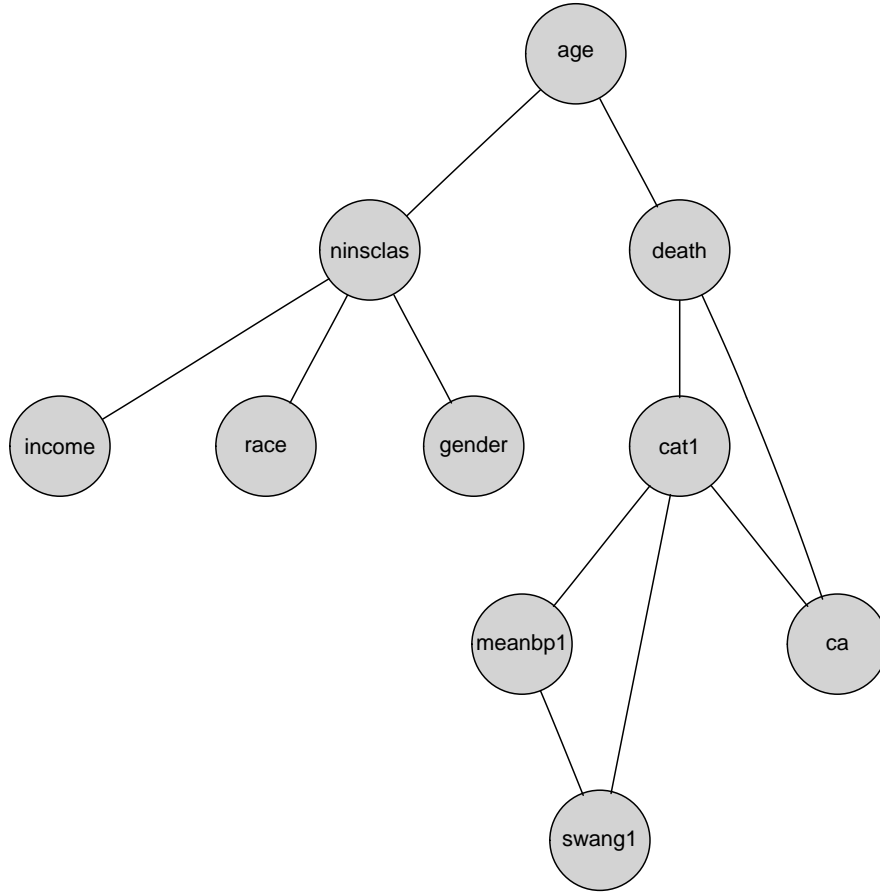 age
ninsclas
death
income
race
gender
cat1
meanbp1
ca
swang1